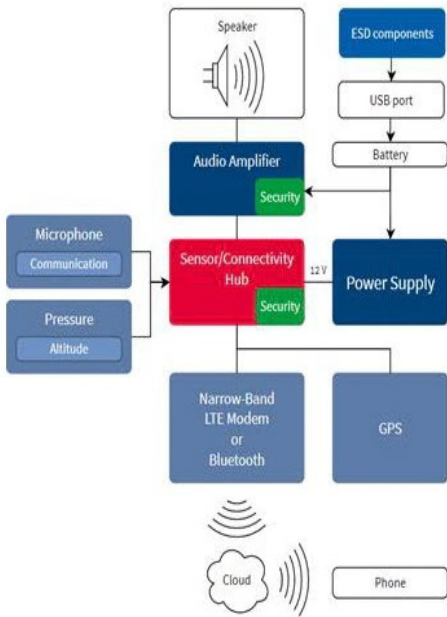 Speaker
ESD components
USB port
Battery
Audio Amplifier
Security
Microphone
Communication
Sensor/Connectivity
Hub
Security
12 V
Power Supply
Pressure
Altitude
Narrow-Band
LTE Modem
or
Bluetooth
GPS
Cloud
Phone